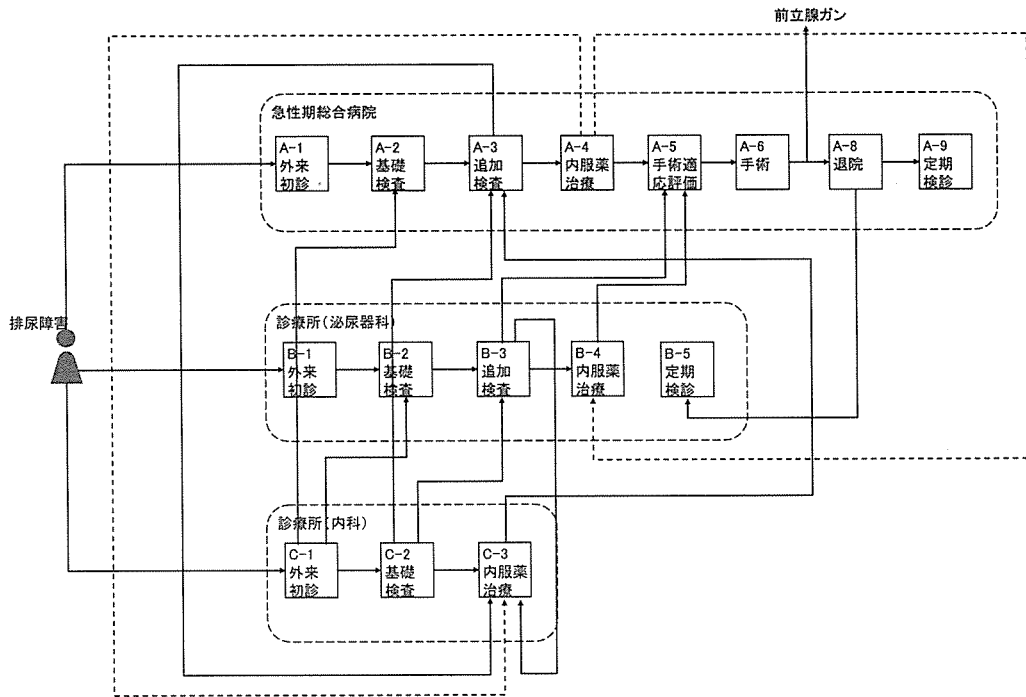 前立腺ガン
急性期総合病院
A-1
外来
初診
A-2
基礎
検査
A-3
追加
検査
A-4
内服薬
治療
A-5
手術適
応評価
A-6
手術
A-8
退院
A-9
定期
検診
排尿障害
診療所(泌尿器科)
B-1
外来
初診
B-2
基礎
検査
B-3
追加
検査
B-4
内服薬
治療
B-5
定期
検診
診療所(内科)
C-1
外来
初診
C-2
基礎
検査
C-3
内服薬
治療